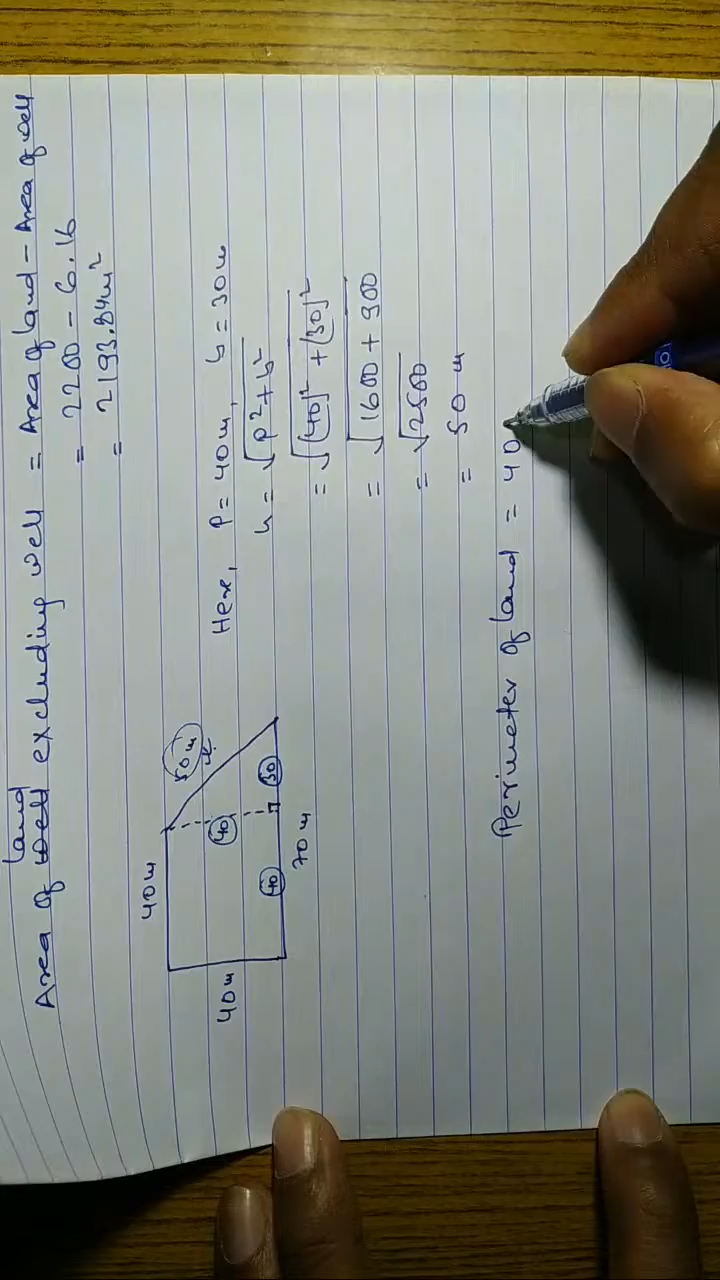 land
Area of well excluding well = Area of land - Area of well
= 2200 - 6.16
= 2193.84m²
Here, P = 40m, b = 30m
h = √P²+b²
= √(40)² + (30)²
= √1600 + 900
= √2500
= 50 m
40m
50m
40
30
40
70m
40m
Perimeter of land = 40